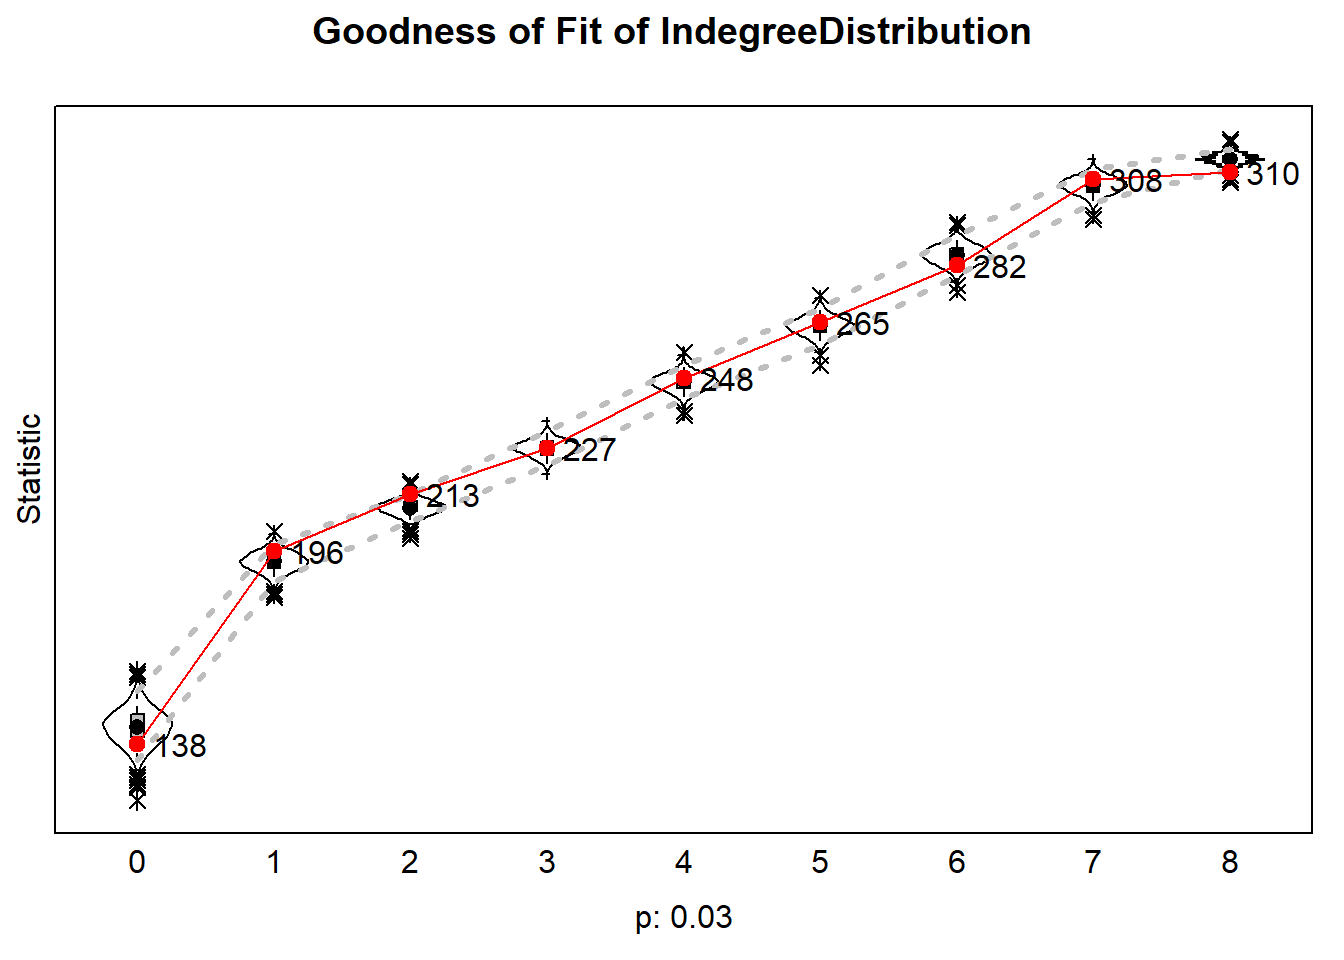 Goodness of Fit of IndegreeDistribution
Statistic
138
196
213
227
248
265
282
308
310
0 1 2 3 4 5 6 7 8
p: 0.03